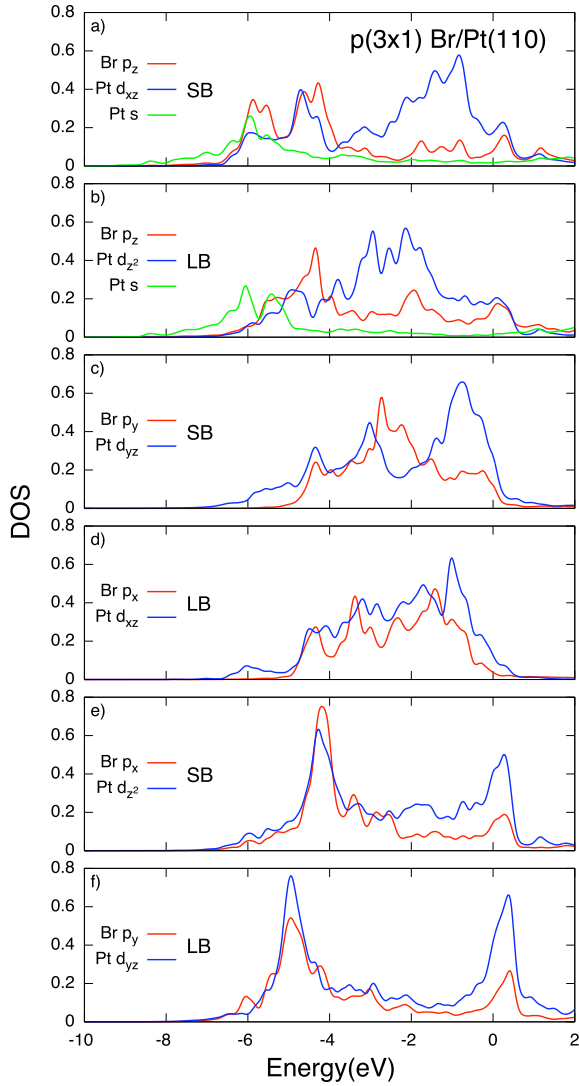 a)
p(3x1) Br/Pt(110)
Br p_z
Pt d_xz
Pt s
SB
0.8
0.6
0.4
0.2
0
b)
Br p_z
Pt d_z²
Pt s
LB
0.8
0.6
0.4
0.2
0
c)
Br p_y
Pt d_yz
SB
0.8
0.6
0.4
0.2
0
DOS
d)
Br p_x
Pt d_xz
LB
0.8
0.6
0.4
0.2
0
e)
Br p_x
Pt d_z²
SB
0.8
0.6
0.4
0.2
0
f)
Br p_y
Pt d_yz
LB
0.8
0.6
0.4
0.2
0
-10 -8 -6 -4 -2 0 2
Energy(eV)